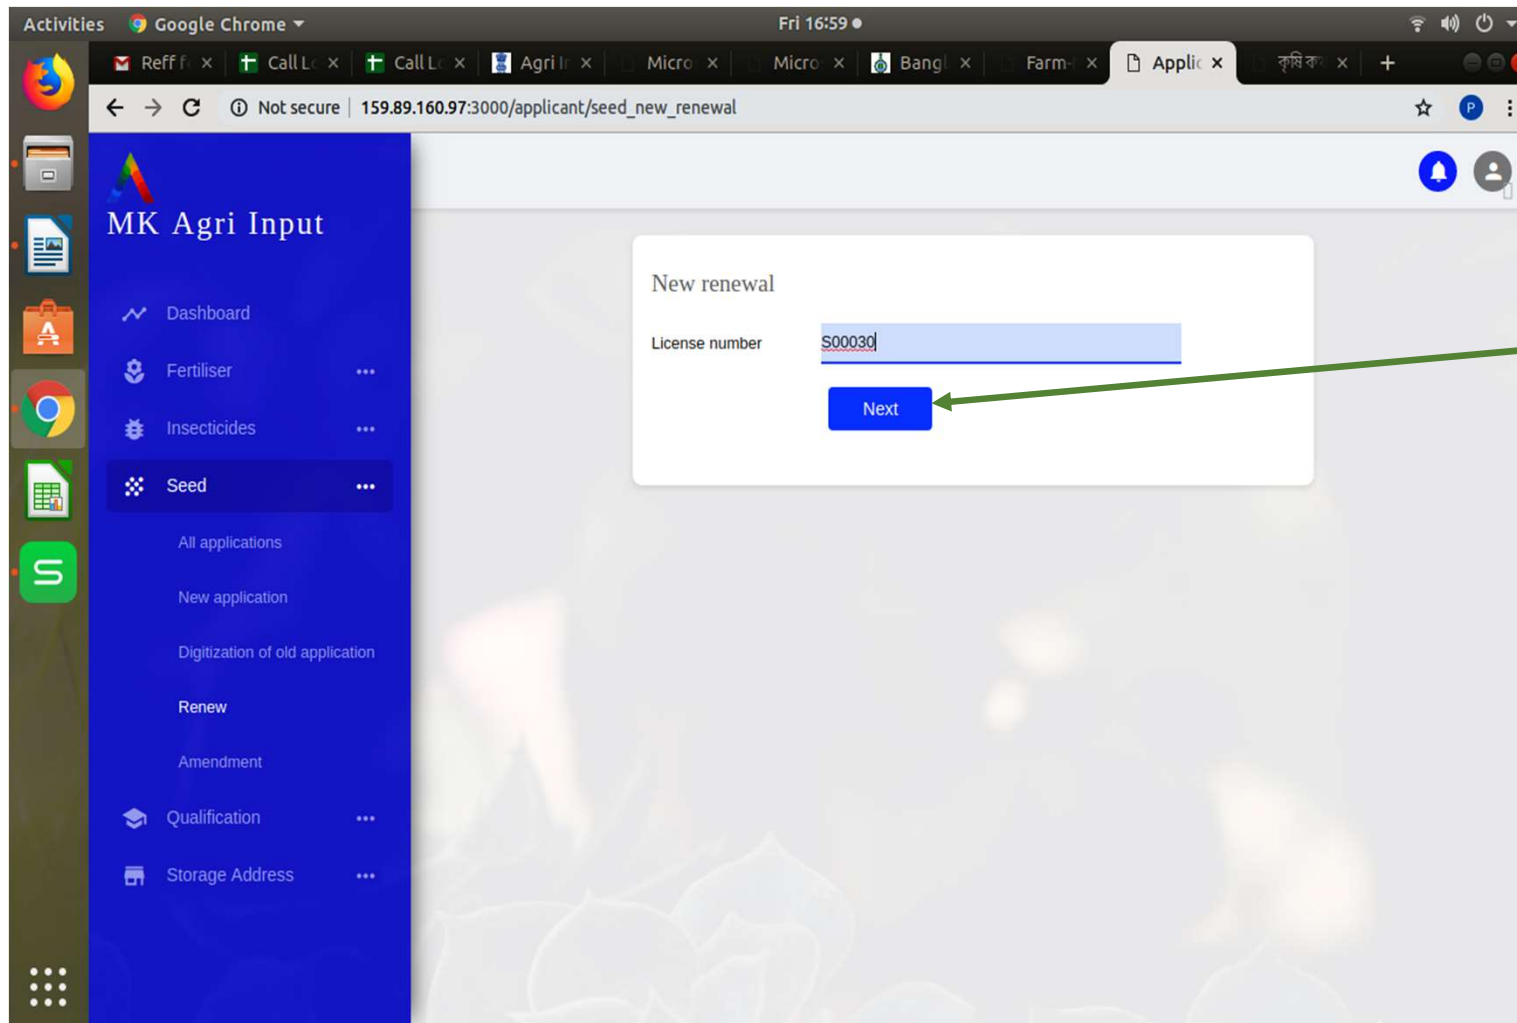 Activities Google Chrome Fri 16:59
Reff f Call L Call L Agri I Micro Micro Bangl Farm- Applic কৃষি ক
Not secure 159.89.160.97:3000/applicant/seed_new_renewal P
MK Agri Input
New renewal
Dashboard
License number S00030
Fertiliser
Next
Insecticides
Seed
All applications
New application
Digitization of old application
Renew
Amendment
Qualification
Storage Address